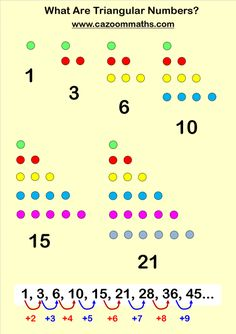 What Are Triangular Numbers?
www.cazoommaths.com
1
3
6
10
15
21
1, 3, 6, 10, 15, 21, 28, 36, 45...
+2 +3 +4 +5 +6 +7 +8 +9